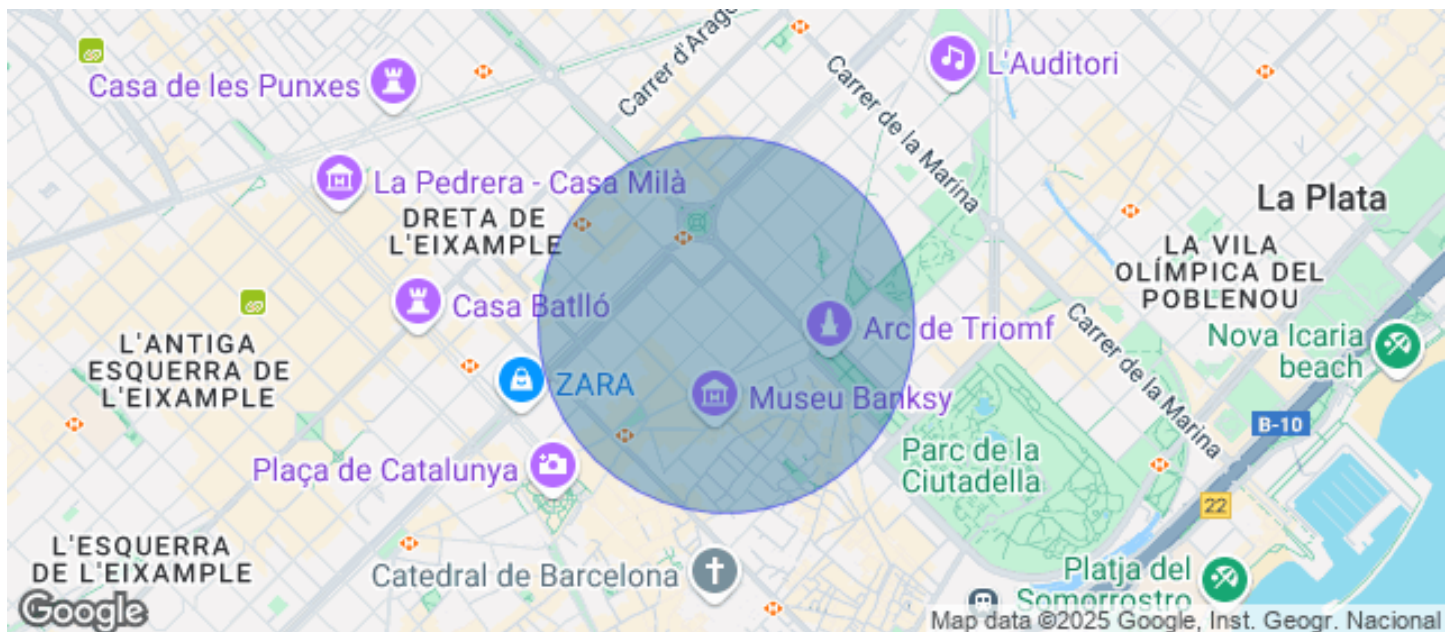 Carrer d'Arago
L'Auditori
Casa de les Punxes
Carrer de la Marina
La Pedrera - Casa Milà
La Plata
DRETA DE
L'EIXAMPLE
LA VILA
OLÍMPICA DEL
POBLENOU
Casa Batlló
Arc de Triomf
Nova Icaria
beach
L'ANTIGA
ESQUERRA DE
L'EIXAMPLE
Carrer de la Marina
ZARA
Museu Banksy
B-10
Plaça de Catalunya
Parc de la
Ciutadella
22
L'ESQUERRA
DE L'EIXAMPLE
Catedral de Barcelona
Platja del
Somorrostro
Google
Map data ©2025 Google, Inst. Geogr. Nacional